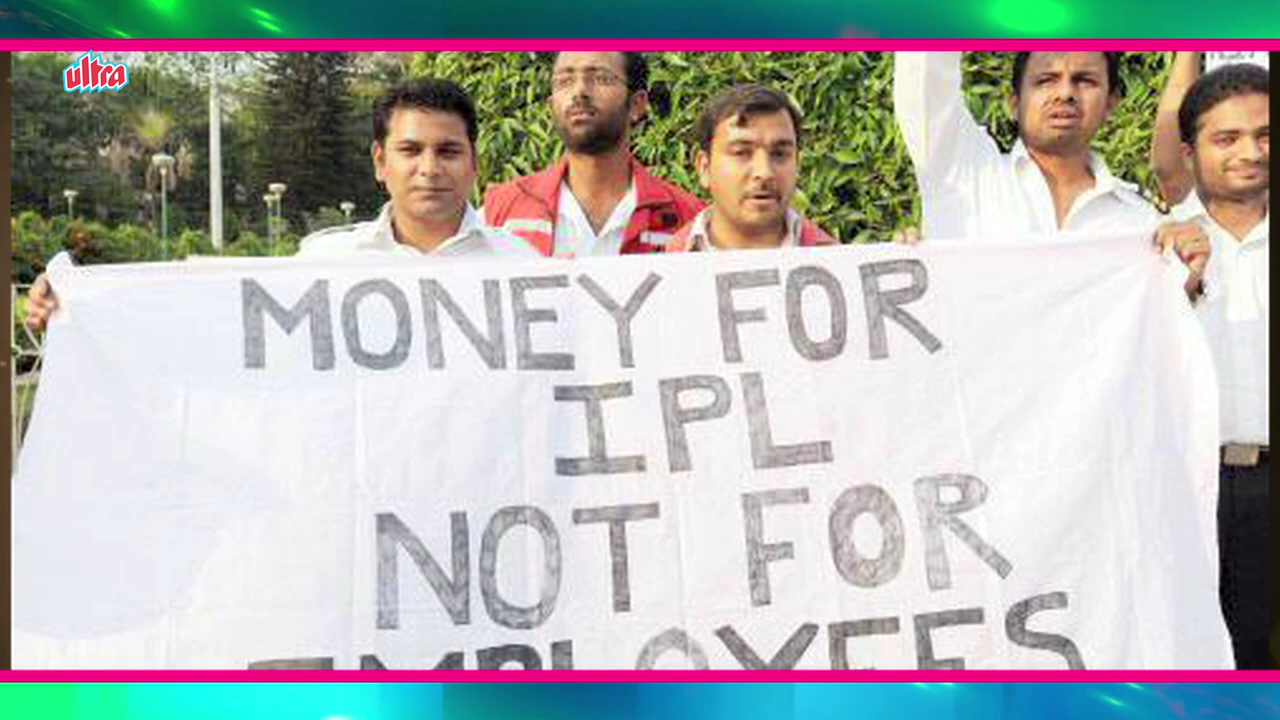 ultra
MONEY FOR
IPL
NOT FOR
EMPLOYEES